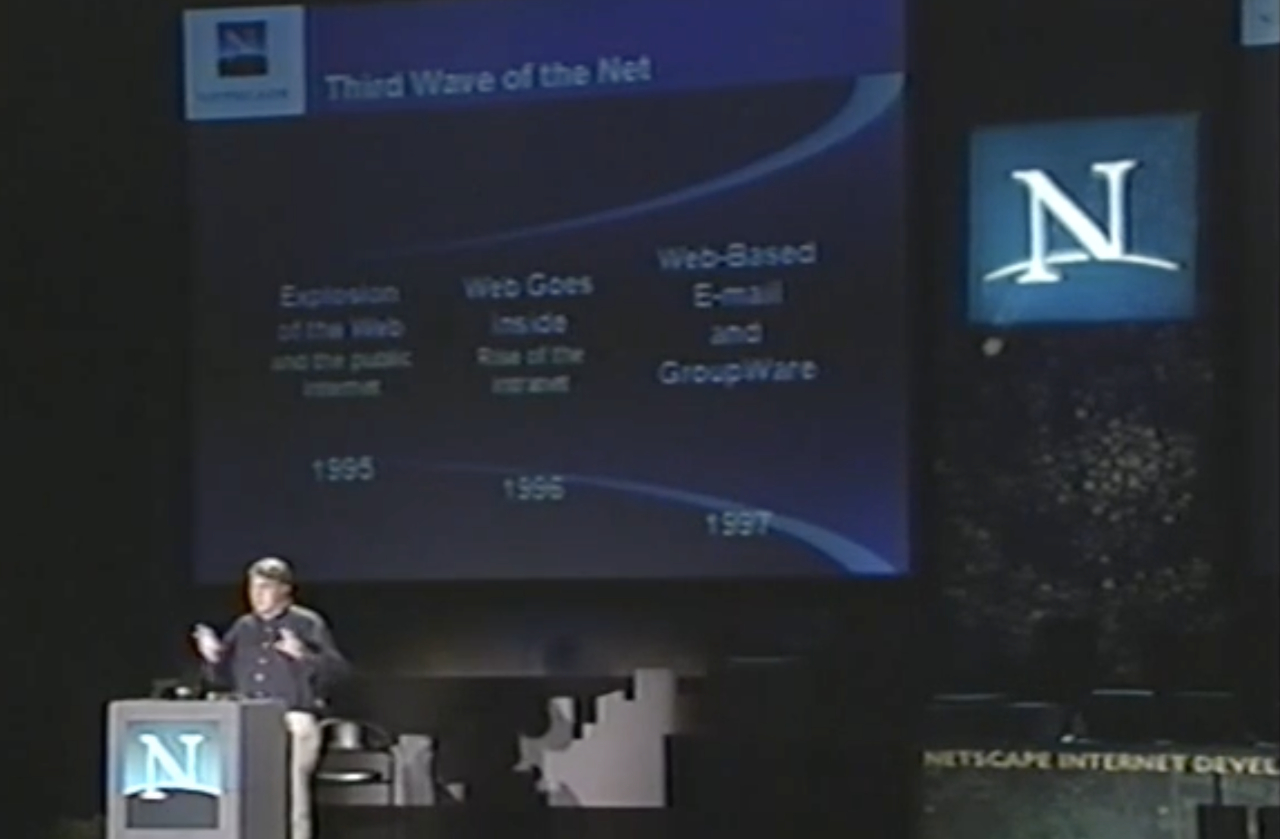 Third Wave of the Net
Explosion
of the Web
and the public
Internet
1995
Web Goes
Inside
Rise of the
Intranet
1996
Web-Based
E-mail
and
GroupWare
1997
N
N
NETSCAPE INTERNET DEVEL